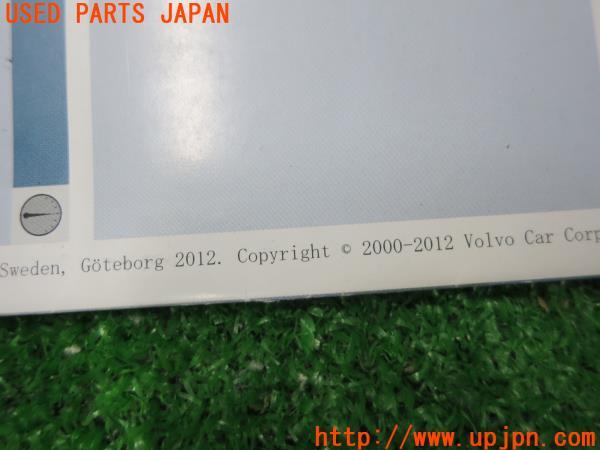 USED PARTS JAPAN
Sweden, Göteborg 2012. Copyright © 2000-2012 Volvo Car Corp
http://www.upjpn.com